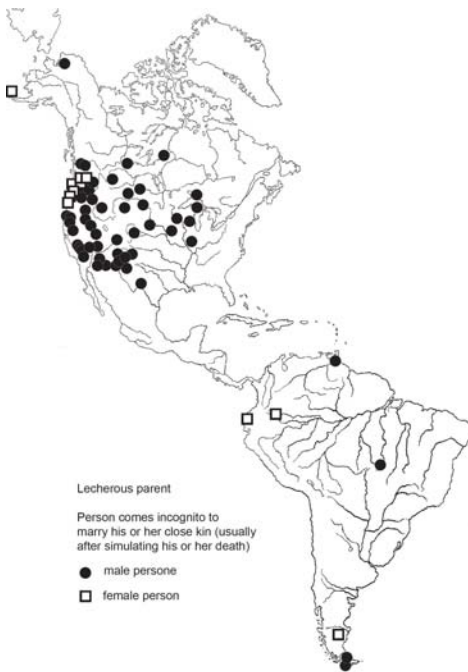 Lecherous parent
Person comes incognito to
marry his or her close kin (usually
after simulating his or her death)
male persone
female person